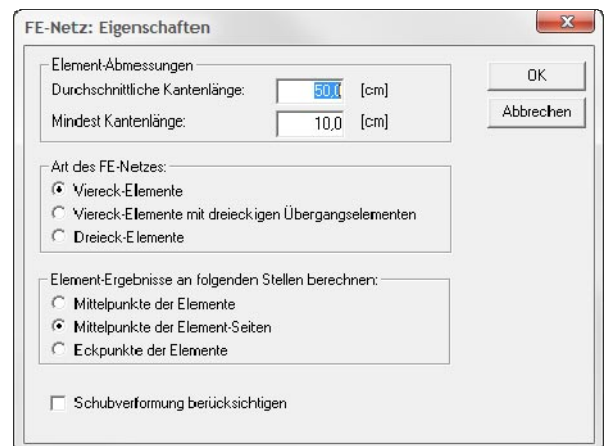 FE-Netz: Eigenschaften
Element-Abmessungen
Durchschnittliche Kantenlänge: 50,0 [cm]
Mindest Kantenlänge: 10,0 [cm]
OK
Abbrechen
Art des FE-Netzes:
Viereck-Elemente
Viereck-Elemente mit dreieckigen Übergangselementen
Dreieck-Elemente
Element-Ergebnisse an folgenden Stellen berechnen:
Mittelpunkte der Elemente
Mittelpunkte der Element-Seiten
Eckpunkte der Elemente
Schubverformung berücksichtigen